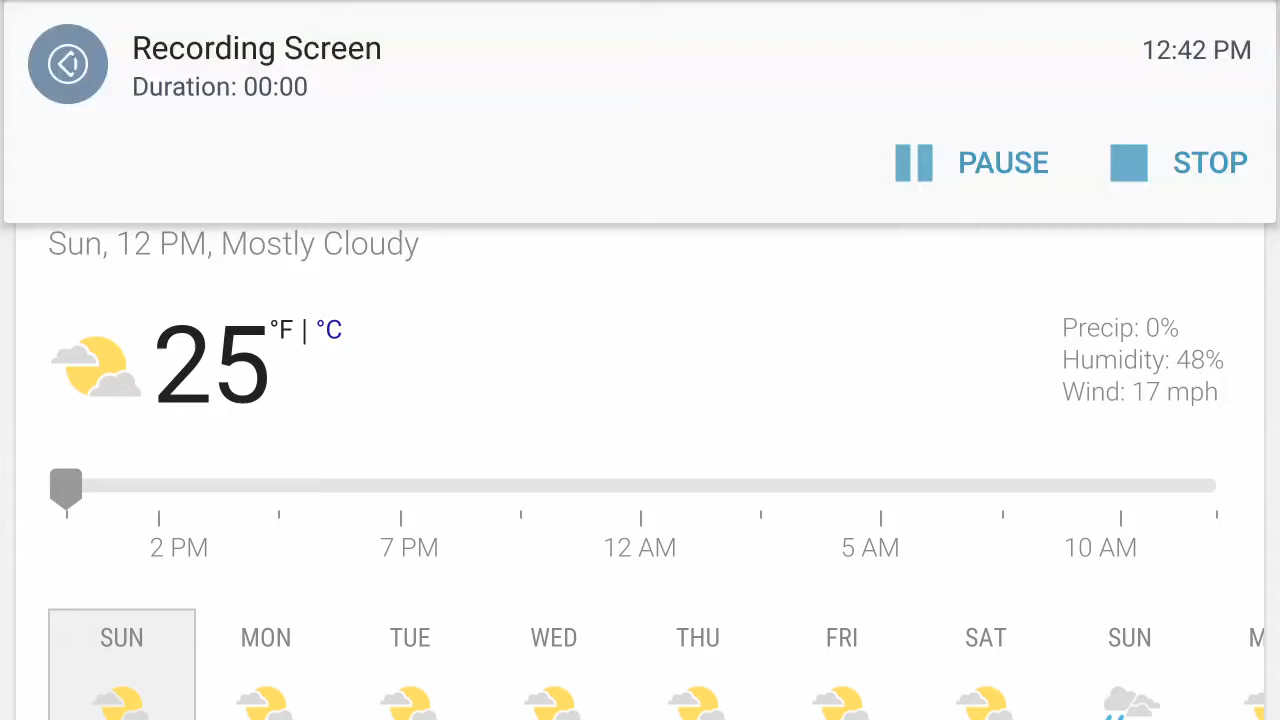 Recording Screen
12:42 PM
Duration: 00:00
PAUSE
STOP
Sun, 12 PM, Mostly Cloudy
25 °F | °C
Precip: 0%
Humidity: 48%
Wind: 17 mph
2 PM 7 PM 12 AM 5 AM 10 AM
SUN MON TUE WED THU FRI SAT SUN